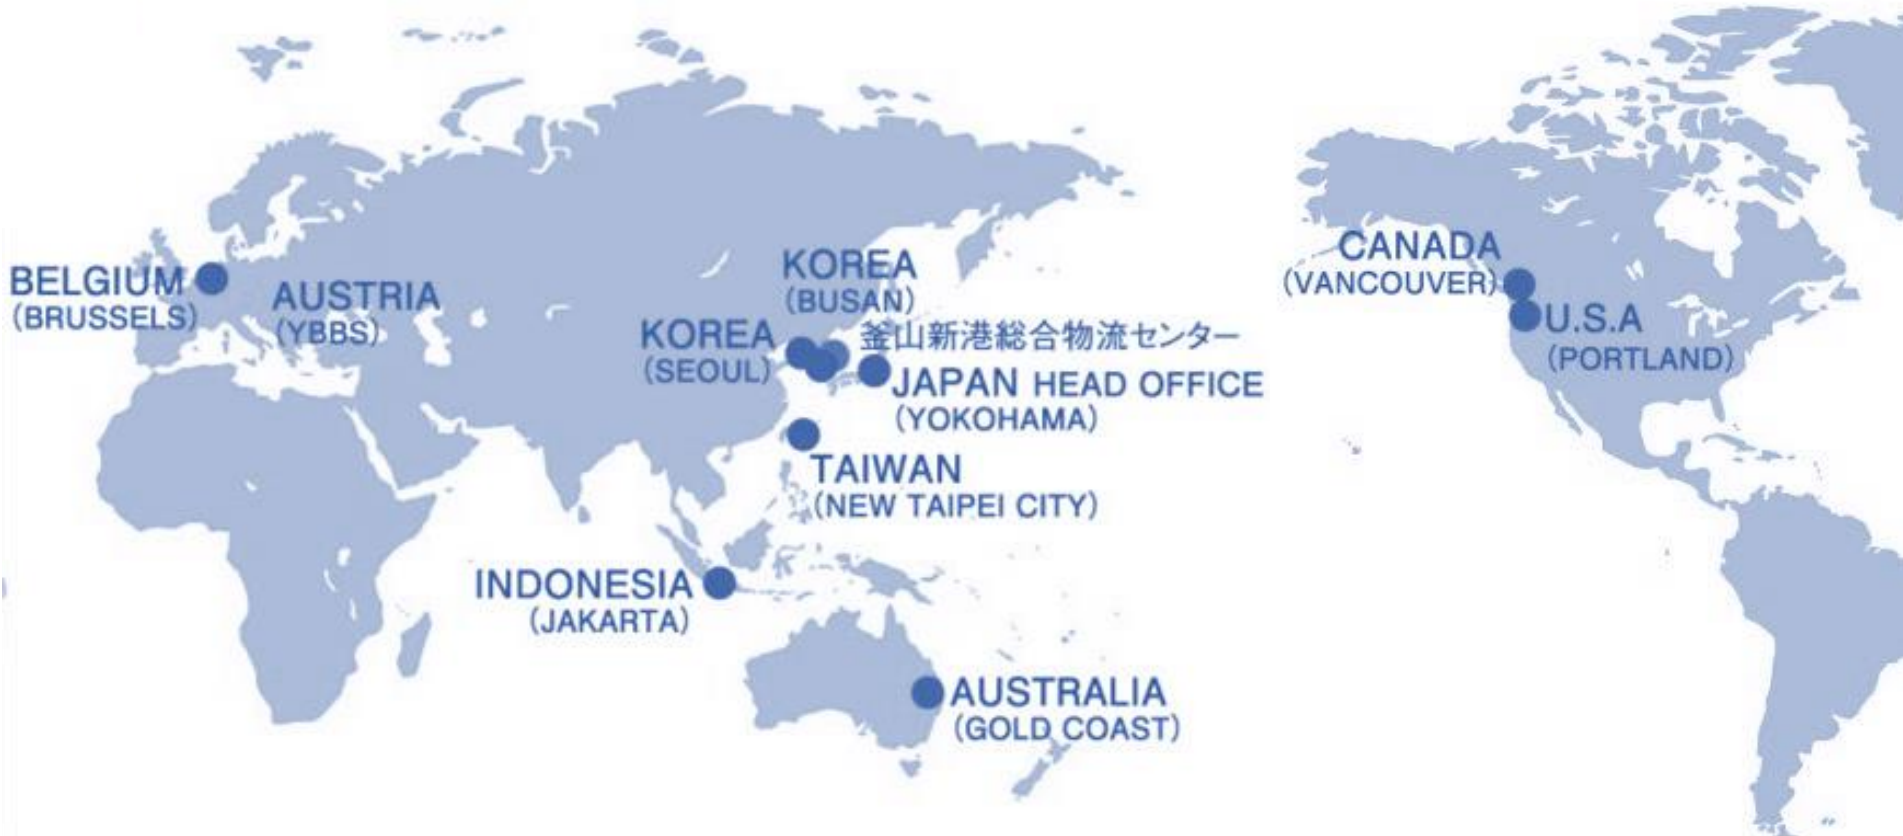 BELGIUM
(BRUSSELS)
AUSTRIA
(YBBS)
KOREA
(BUSAN)
KOREA
(SEOUL)
釜山新港総合物流センター
JAPAN HEAD OFFICE
(YOKOHAMA)
TAIWAN
(NEW TAIPEI CITY)
INDONESIA
(JAKARTA)
AUSTRALIA
(GOLD COAST)
CANADA
(VANCOUVER)
U.S.A
(PORTLAND)